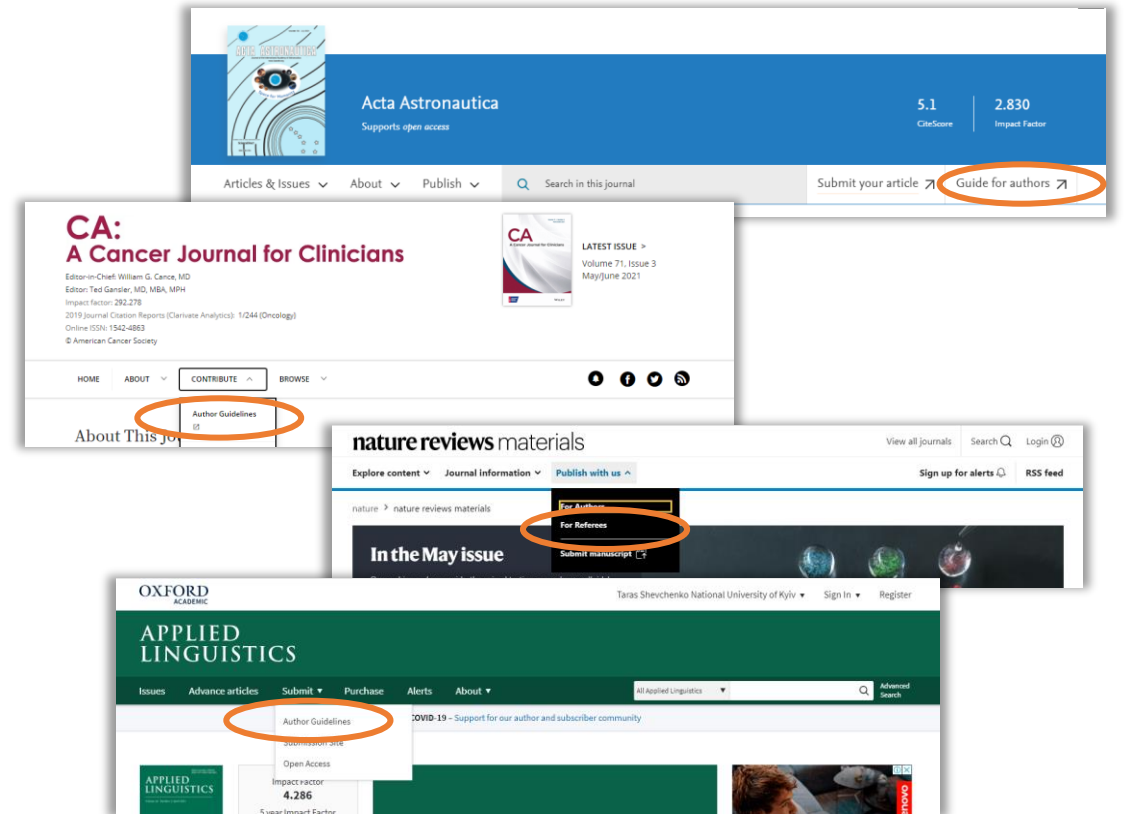 ACTA ASTRONAUTICA
Acta Astronautica
Supports open access
5.1
CiteScore
2.830
Impact Factor
Articles & Issues
About
Publish
Search in this journal
Submit your article
Guide for authors
CA:
A Cancer Journal for Clinicians
Editor-in-Chief: William G. Cance, MD
Editor: Ted Gansler, MD, MBA, MPH
Impact factor: 292.278
2019 Journal Citation Reports (Clarivate Analytics): 1/244 (Oncology)
Online ISSN: 1542-4863
© American Cancer Society
CA
LATEST ISSUE >
Volume 71, Issue 3
May/June 2021
HOME
ABOUT
CONTRIBUTE
BROWSE
Author Guidelines
About This Jo
nature reviews materials
View all journals
Search
Login
Explore content
Journal information
Publish with us
Sign up for alerts
RSS feed
nature > nature reviews materials
For Authors
For Referees
Submit manuscript
In the May issue
OXFORD
ACADEMIC
Taras Shevchenko National University of Kyiv
Sign In
Register
APPLIED
LINGUISTICS
Issues
Advance articles
Submit
Purchase
Alerts
About
All Applied Linguistics
Advanced
Search
Author Guidelines
COVID-19 – Support for our author and subscriber community
Submission Site
Open Access
APPLIED
LINGUISTICS
Impact Factor
4.286
5 year Impact Factor
lenovo